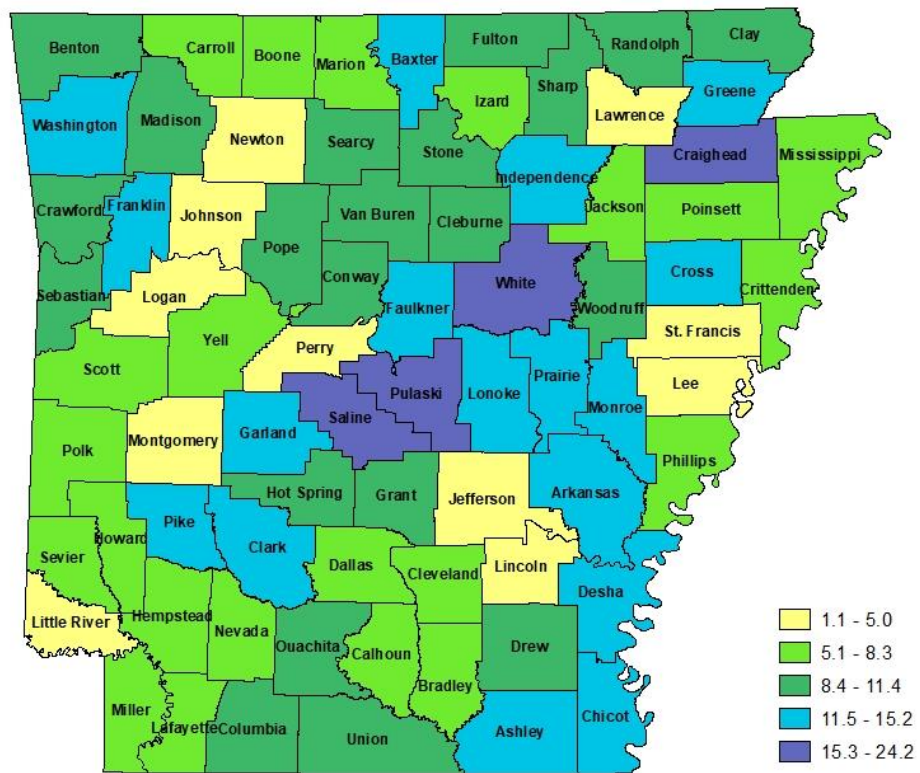 Benton
Carroll
Boone
Marion
Baxter
Fulton
Randolph
Clay
Sharp
Izard
Greene
Lawrence
Washington
Madison
Newton
Searcy
Stone
Independence
Craighead
Mississippi
Jackson
Poinsett
Crawford
Franklin
Johnson
Van Buren
Cleburne
Pope
Conway
White
Cross
Crittenden
Woodruff
Sebastian
Logan
Faulkner
St. Francis
Yell
Perry
Scott
Pulaski
Lonoke
Prairie
Lee
Saline
Monroe
Montgomery
Garland
Polk
Phillips
Hot Spring
Grant
Jefferson
Arkansas
Pike
Howard
Clark
Sevier
Dallas
Cleveland
Lincoln
Desha
Little River
Hempstead
Nevada
Ouachita
Calhoun
Drew
Bradley
Miller
Lafayette
Columbia
Union
Ashley
Chicot
1.1 - 5.0
5.1 - 8.3
8.4 - 11.4
11.5 - 15.2
15.3 - 24.2